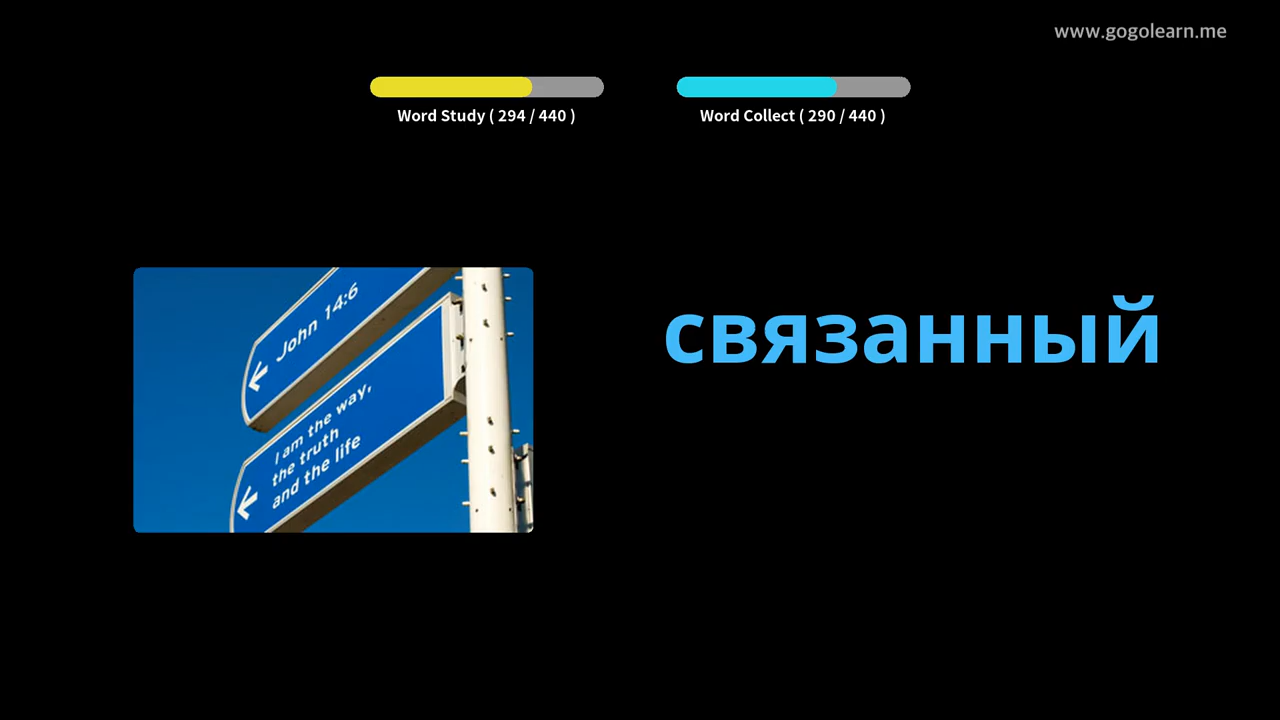 www.gogolearn.me
Word Study ( 294 / 440 )
Word Collect ( 290 / 440 )
John 14:6
I am the way,
the truth
and the life
связанный